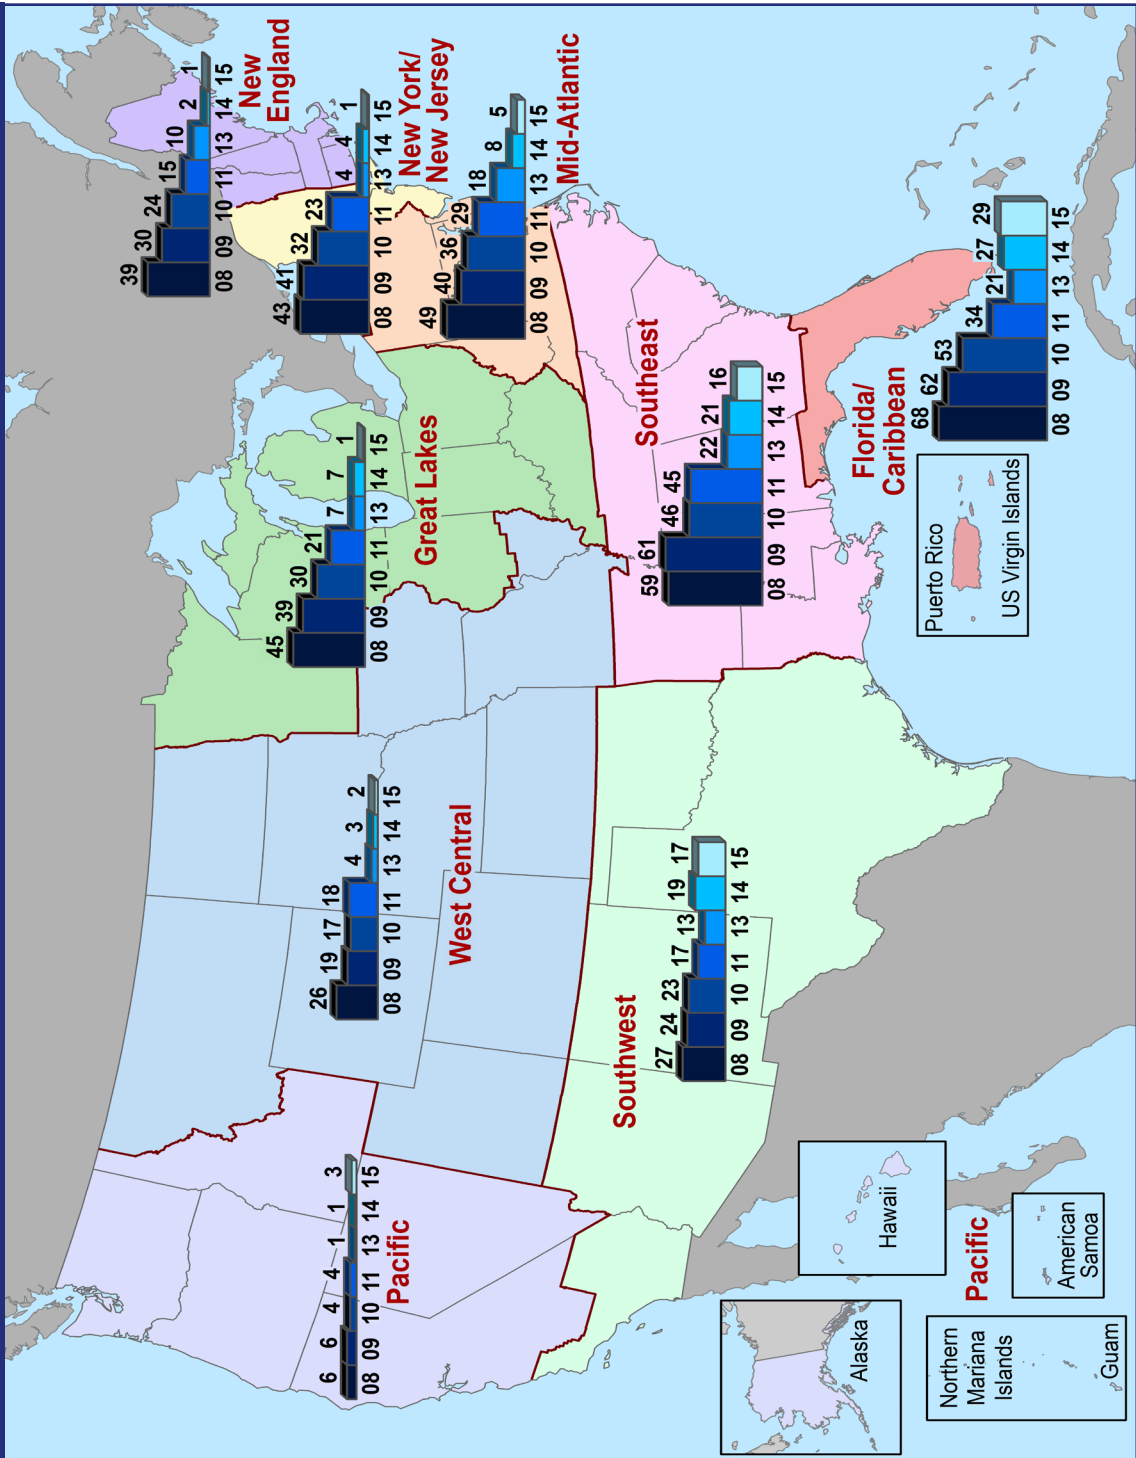 39 30 24 15 10 2 1
08 09 10 11 13 14 15
New
England
43 41 32 23 4 4 1
08 09 10 11 13 14 15
New York/
New Jersey
49 40 36 29 18 8 5
08 09 10 11 13 14 15
Mid-Atlantic
45 39 30 21 7 7 1
08 09 10 11 13 14 15
Great Lakes
26 19 17 18 4 3 2
08 09 10 11 13 14 15
West Central
6 6 4 4 1 1 3
08 09 10 11 13 14 15
Pacific
59 61 46 45 22 21 16
08 09 10 11 13 14 15
Southeast
27 24 23 17 13 19 17
08 09 10 11 13 14 15
Southwest
Florida/
Caribbean
68 62 53 34 21 27 29
08 09 10 11 13 14 15
Puerto Rico
US Virgin Islands
Alaska
Hawaii
Pacific
Northern
Mariana
Islands
Guam
American
Samoa